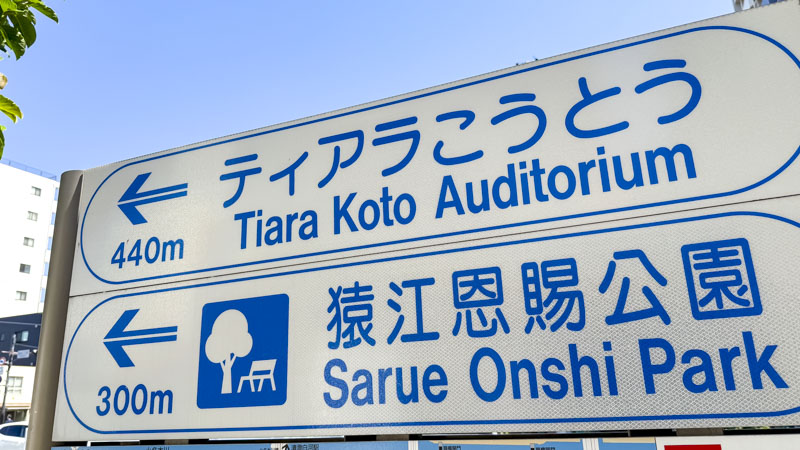 ティアラこうとう
Tiara Koto Auditorium
440m
猿江恩賜公園
Sarue Onshi Park
300m